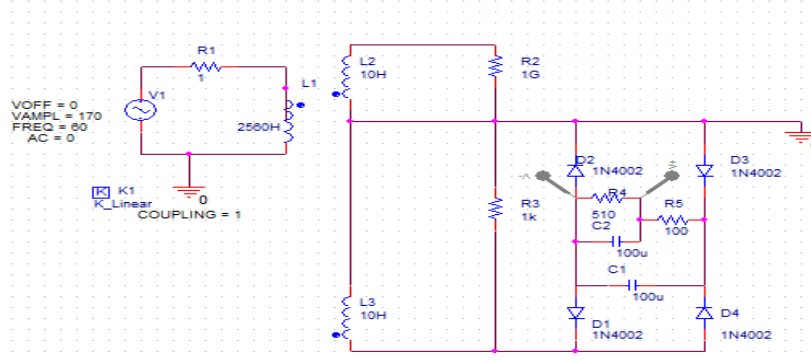 R1
1
V1
VOFF = 0
VAMPL = 170
FREQ = 60
AC = 0
L1
2560H
0
K K1
K_Linear
COUPLING = 1
L2
10H
R2
1G
R3
1k
L3
10H
D2
1N4002
D3
1N4002
R4
510
R5
100
C2
100u
C1
100u
D1
1N4002
D4
1N4002